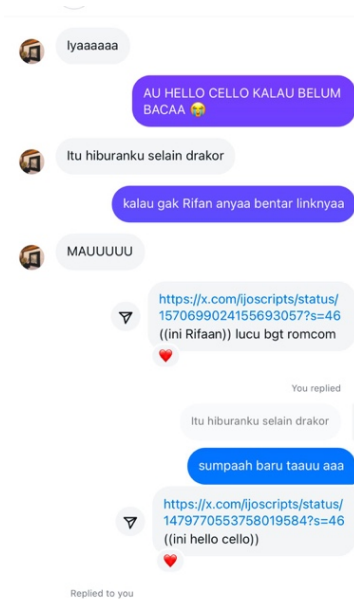 Iyaaaaaa
AU HELLO CELLO KALAU BELUM
BACAA 😭
Itu hiburanku selain drakor
kalau gak Rifan anyaa bentar linknyaa
MAUUUUU
https://x.com/ijoscripts/status/
1570699024155693057?s=46
((ini Rifaan)) lucu bgt romcom
❤️
You replied
Itu hiburanku selain drakor
sumpaah baru taauu aaa
https://x.com/ijoscripts/status/
1479770553758019584?s=46
((ini hello cello))
❤️
Replied to you